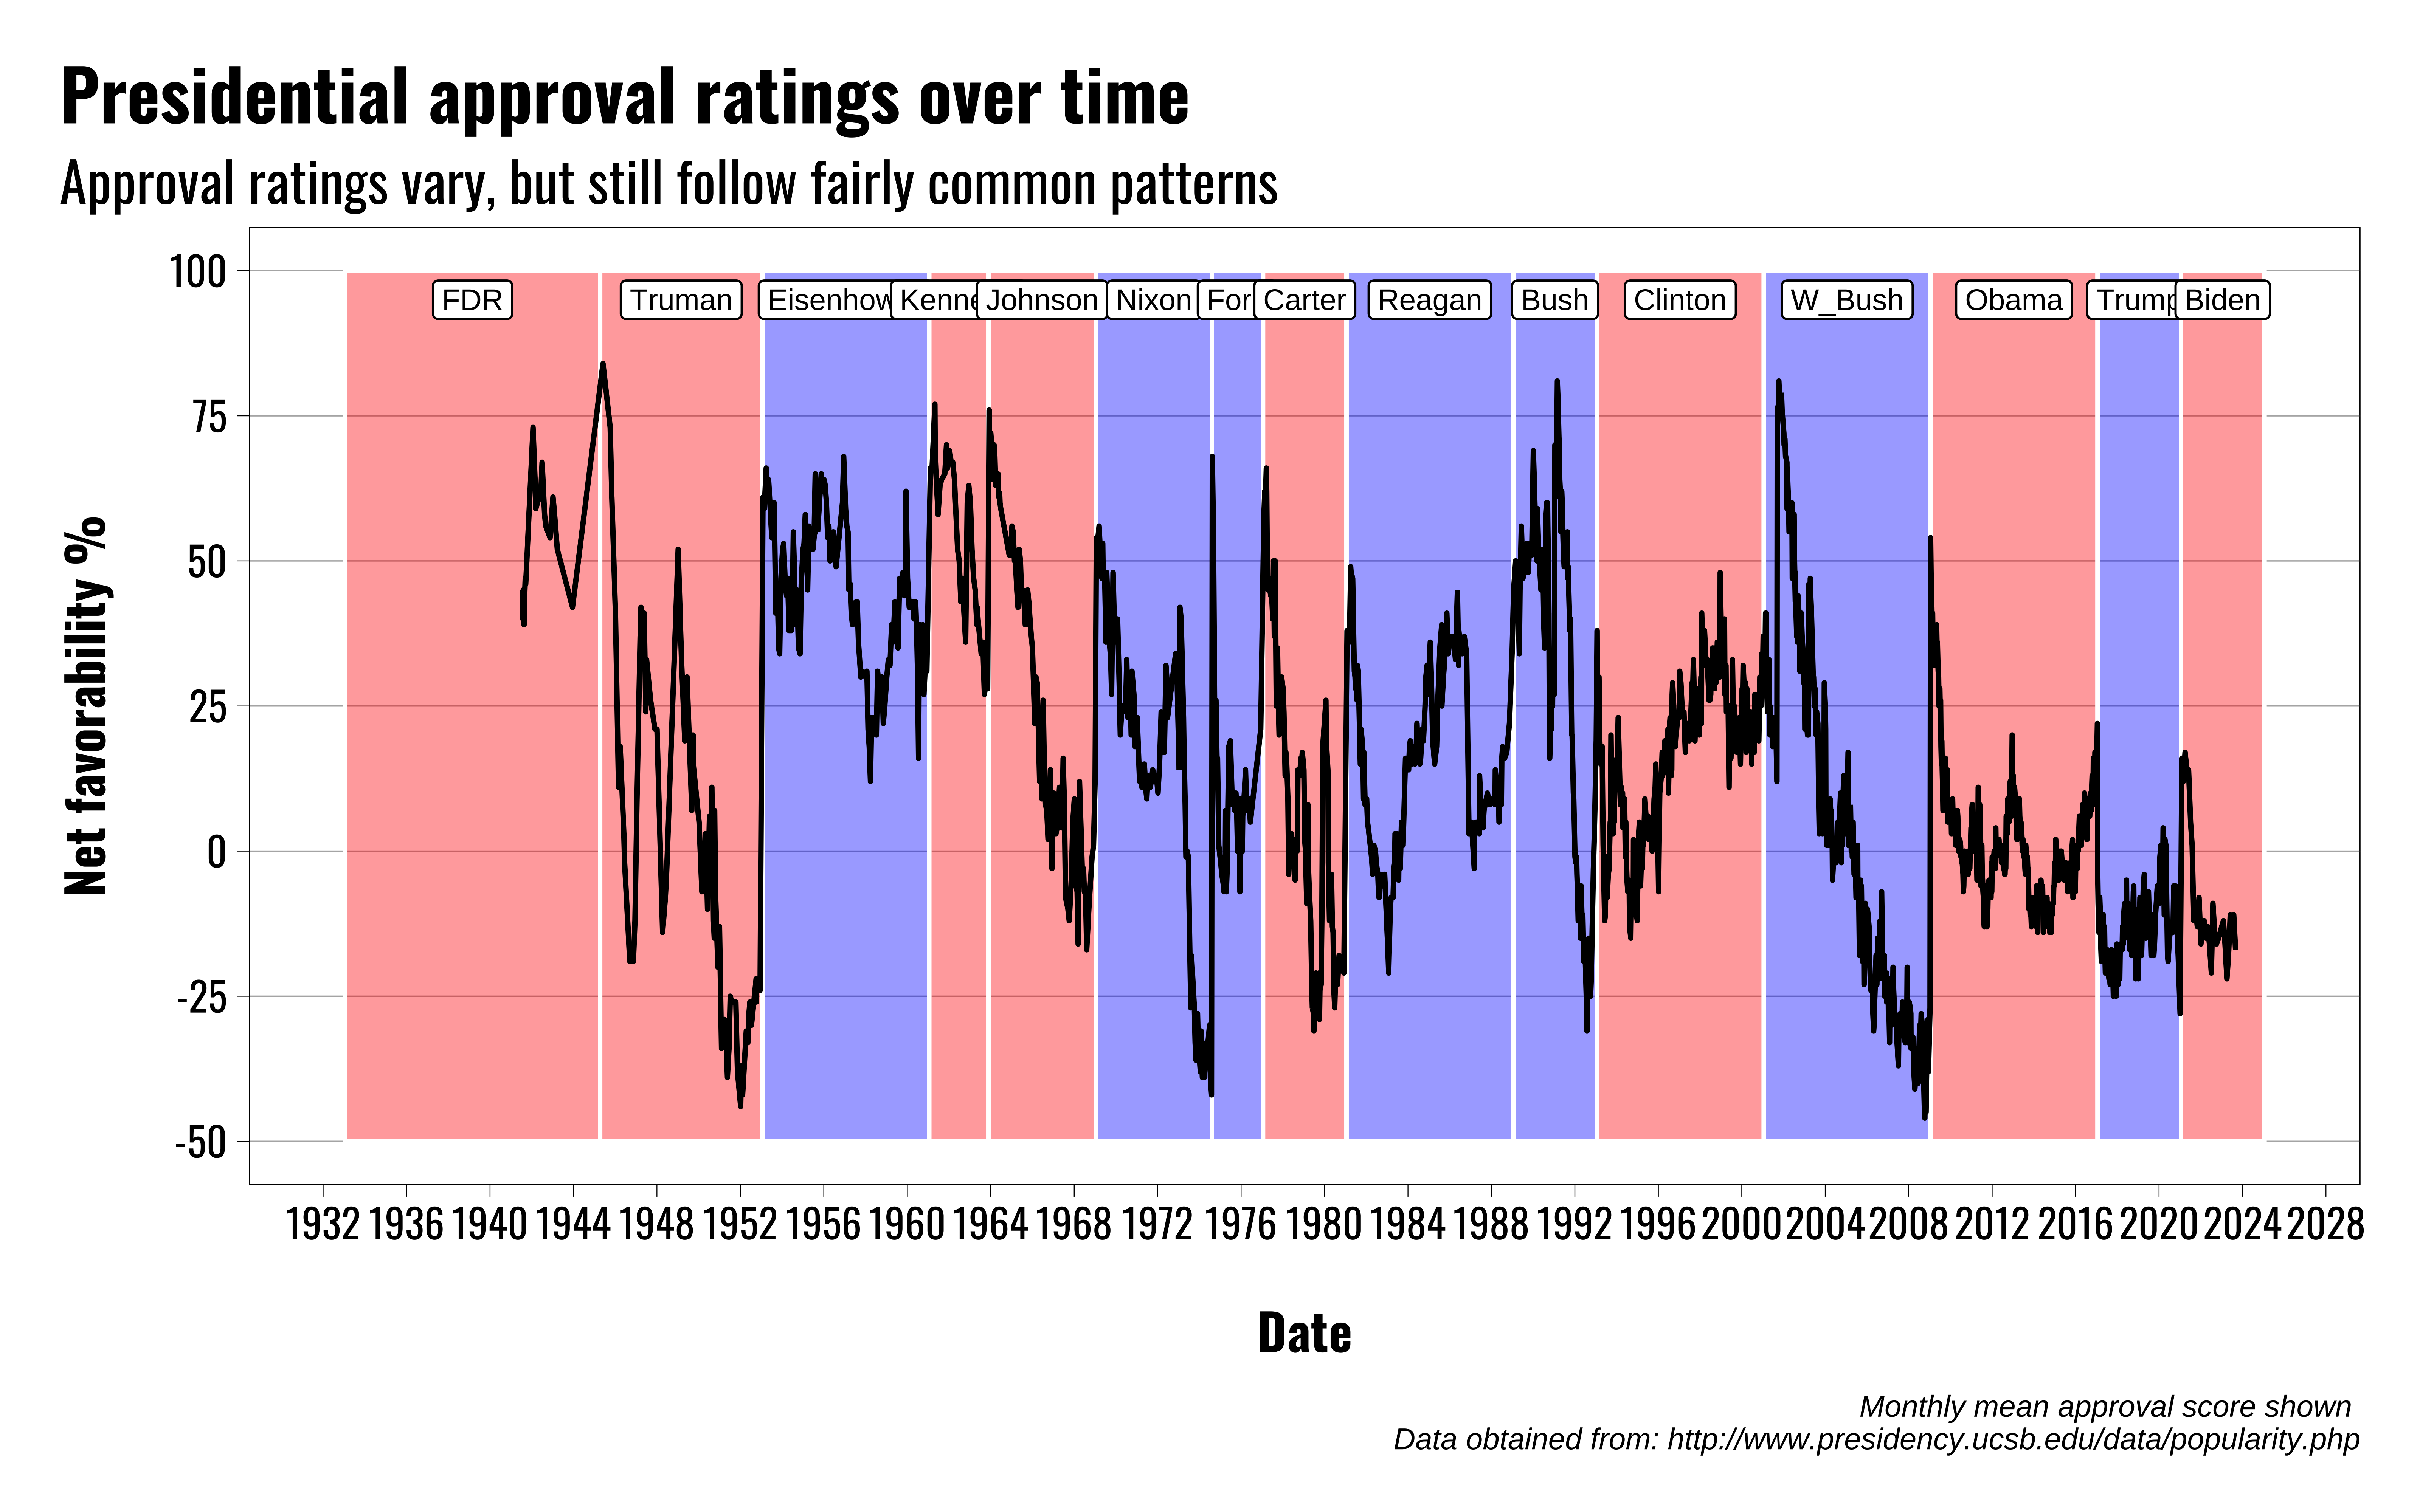 Presidential approval ratings over time
Approval ratings vary, but still follow fairly common patterns
Net favorability %
100
75
50
25
0
-25
-50
FDR Truman Eisenhow Kenne Johnson Nixon For Carter Reagan Bush Clinton W_Bush Obama Trump Biden
1932 1936 1940 1944 1948 1952 1956 1960 1964 1968 1972 1976 1980 1984 1988 1992 1996 2000 2004 2008 2012 2016 2020 2024 2028
Date
Monthly mean approval score shown
Data obtained from: http://www.presidency.ucsb.edu/data/popularity.php